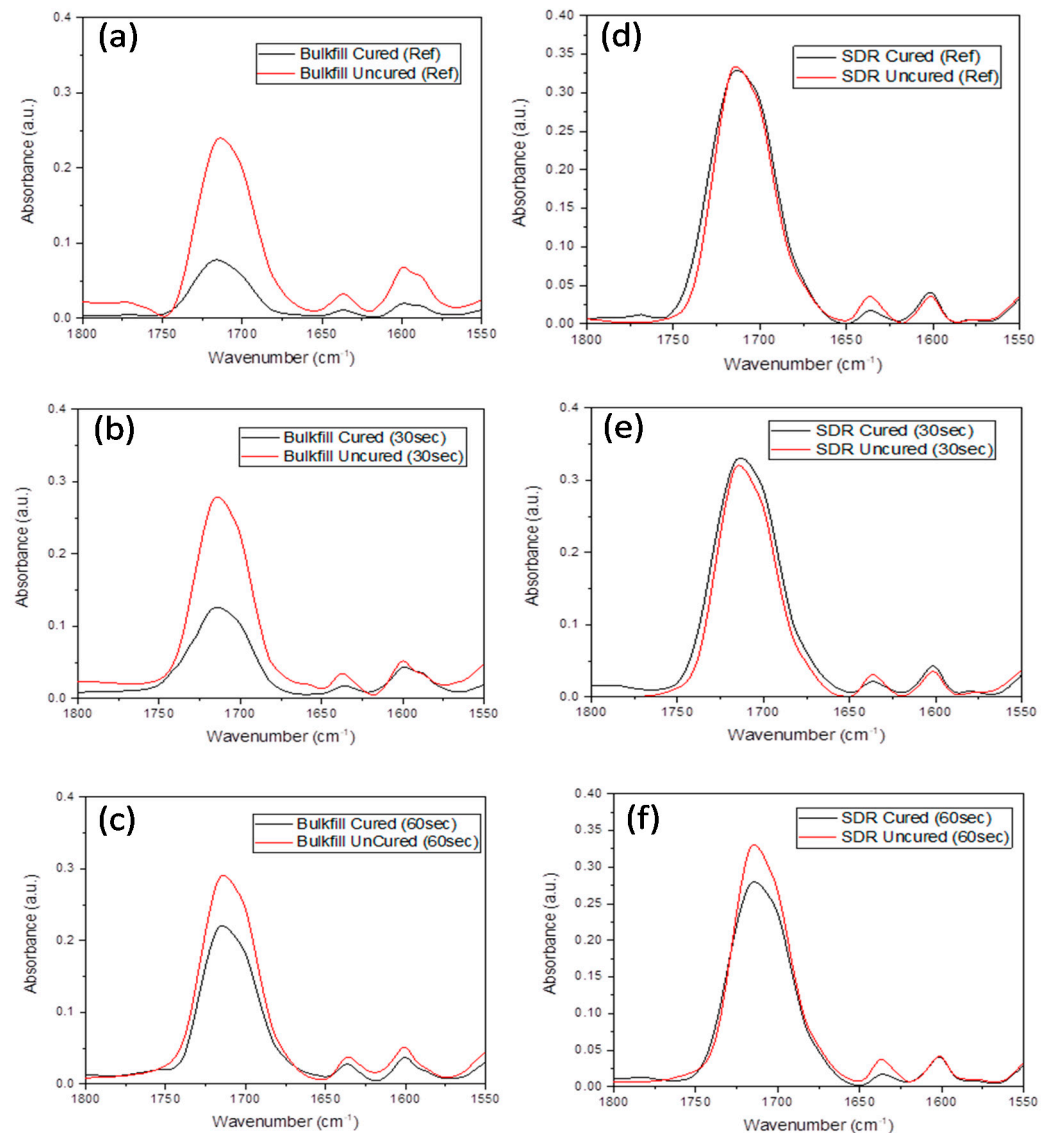 (a)
Bulkfill Cured (Ref)
Bulkfill Uncured (Ref)
Absorbance (a.u.)
0.4
0.3
0.2
0.1
0.0
1800 1750 1700 1650 1600 1550
Wavenumber (cm⁻¹)
(d)
SDR Cured (Ref)
SDR Uncured (Ref)
Absorbance (a.u.)
0.40
0.35
0.30
0.25
0.20
0.15
0.10
0.05
0.00
1800 1750 1700 1650 1600 1550
Wavenumber (cm⁻¹)
(b)
Bulkfill Cured (30sec)
Bulkfill Uncured (30sec)
Absorbance (a.u.)
0.4
0.3
0.2
0.1
0.0
1800 1750 1700 1650 1600 1550
Wavenumber (cm⁻¹)
(e)
SDR Cured (30sec)
SDR Uncured (30sec)
Absorbance (a.u.)
0.4
0.3
0.2
0.1
0.0
1800 1750 1700 1650 1600 1550
Wavenumber (cm⁻¹)
(c)
Bulkfill Cured (60sec)
Bulkfill UnCured (60sec)
Absorbance (a.u.)
0.4
0.3
0.2
0.1
0.0
1800 1750 1700 1650 1600 1550
Wavenumber (cm⁻¹)
(f)
SDR Cured (60sec)
SDR Uncured (60sec)
Absorbance (a.u.)
0.40
0.35
0.30
0.25
0.20
0.15
0.10
0.05
0.00
1800 1750 1700 1650 1600 1550
Wavenumber (cm⁻¹)